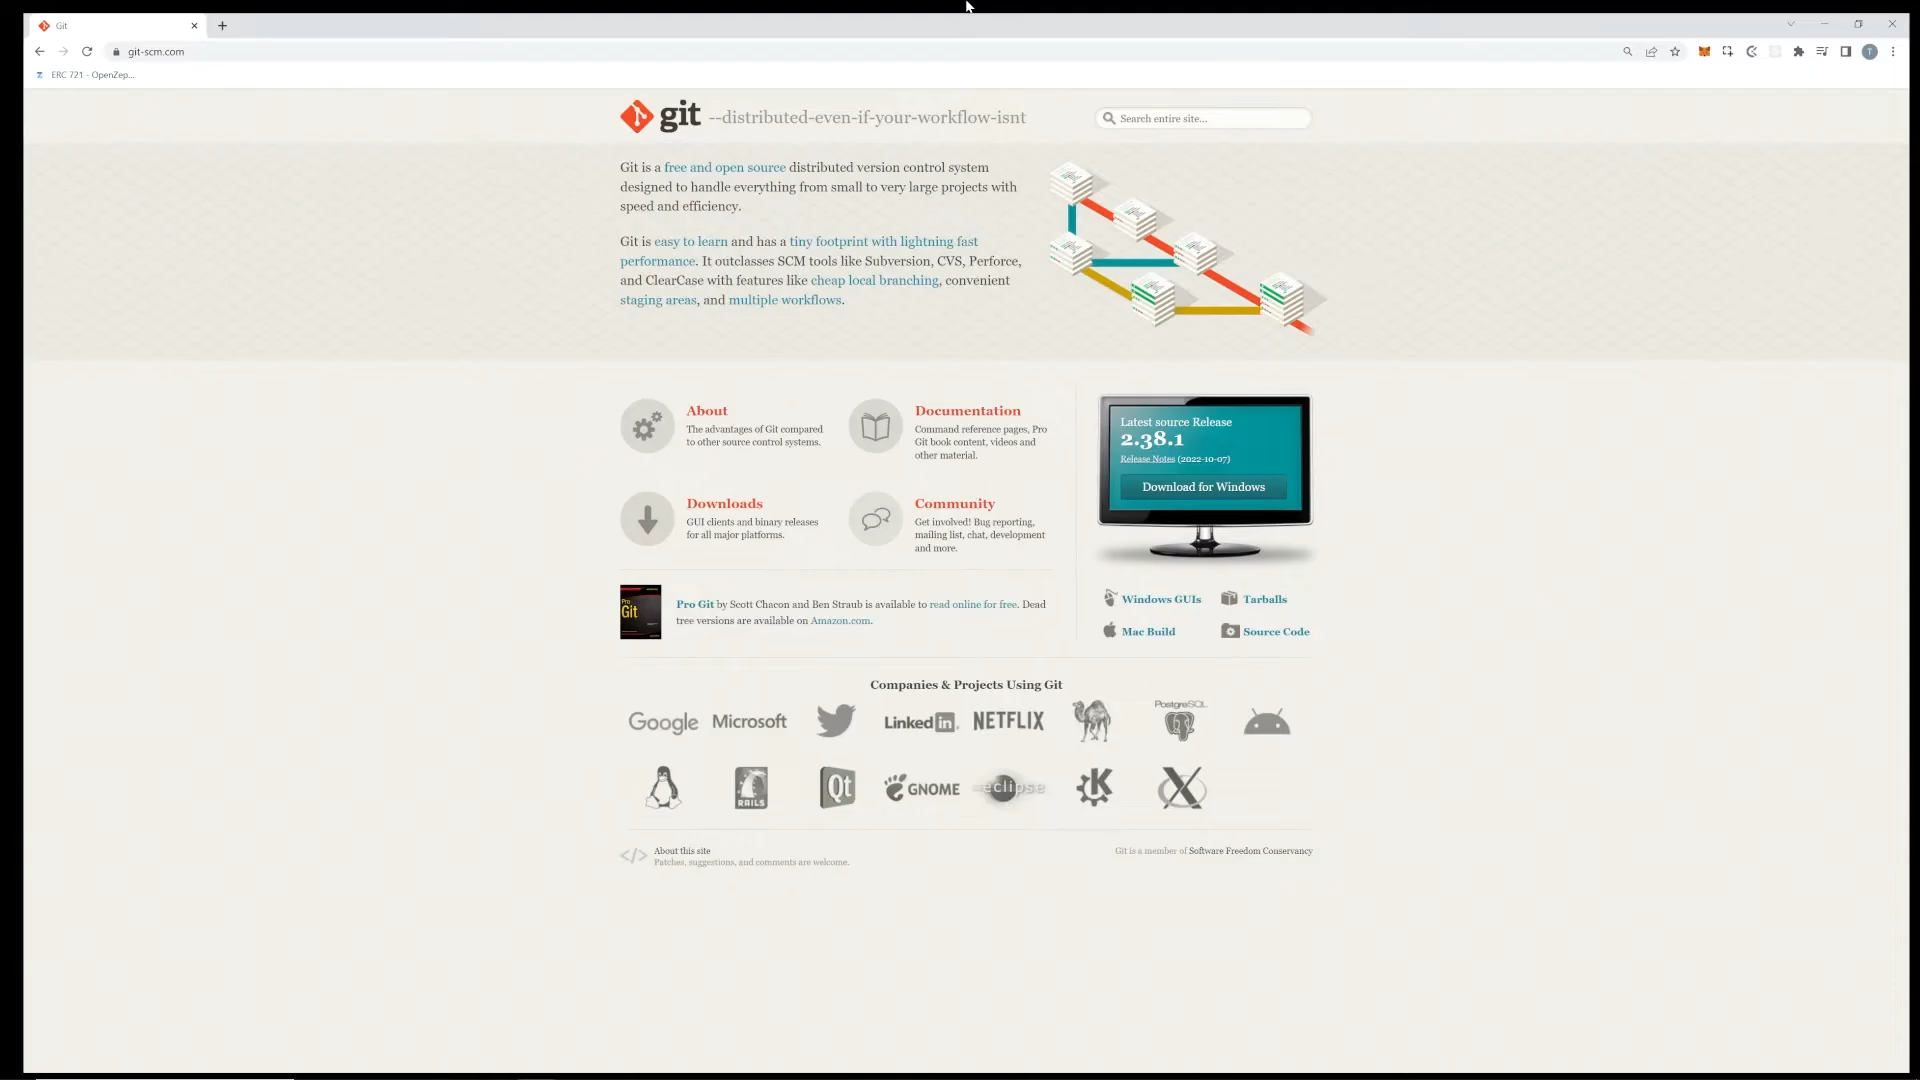 Git
git-scm.com
T
ERC 721 - OpenZep...
git --distributed-even-if-your-workflow-isnt
Search entire site...
Git is a free and open source distributed version control system
designed to handle everything from small to very large projects with
speed and efficiency.
Git is easy to learn and has a tiny footprint with lightning fast
performance. It outclasses SCM tools like Subversion, CVS, Perforce,
and ClearCase with features like cheap local branching, convenient
staging areas, and multiple workflows.
About
The advantages of Git compared
to other source control systems.
Documentation
Command reference pages, Pro
Git book content, videos and
other material.
Downloads
GUI clients and binary releases
for all major platforms.
Community
Get involved! Bug reporting,
mailing list, chat, development
and more.
Pro
Git
Pro Git by Scott Chacon and Ben Straub is available to read online for free. Dead
tree versions are available on Amazon.com.
Latest source Release
2.38.1
Release Notes (2022-10-07)
Download for Windows
Windows GUIs
Tarballs
Mac Build
Source Code
Companies & Projects Using Git
Google Microsoft LinkedIn NETFLIX PostgreSQL
RAILS Qt GNOME eclipse K X
About this site
Patches, suggestions, and comments are welcome.
Git is a member of Software Freedom Conservancy